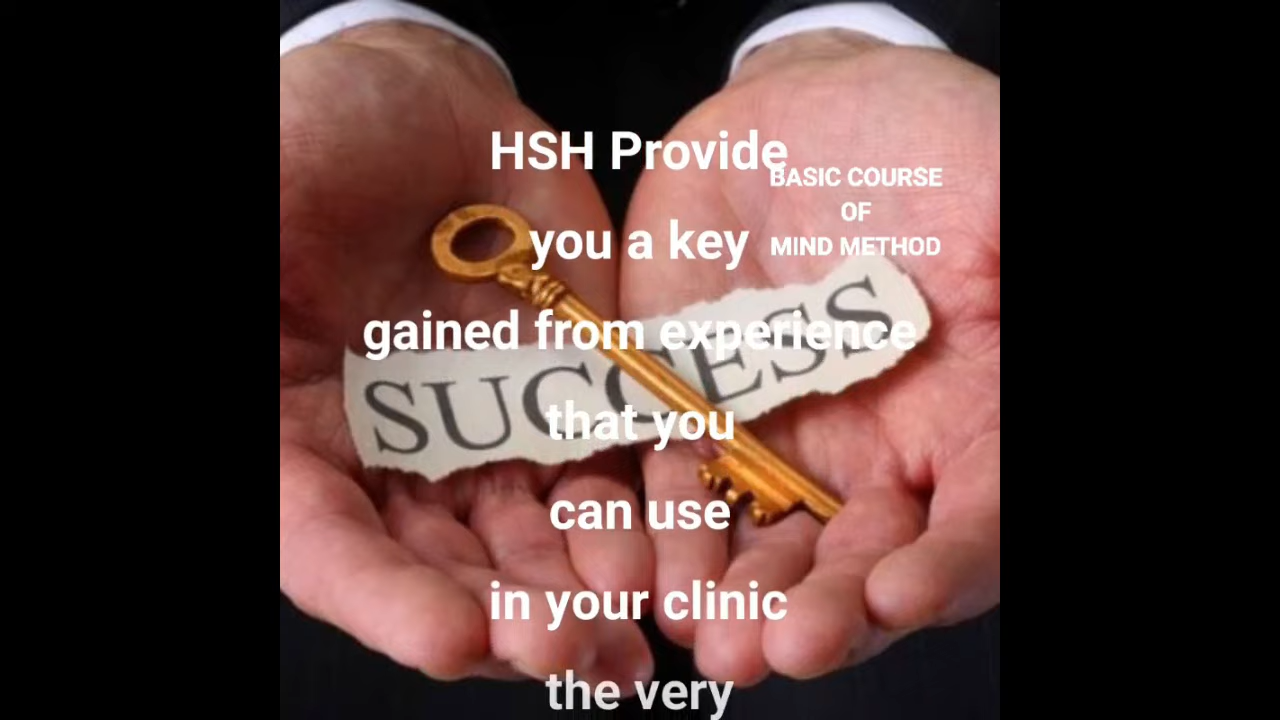 HSH Provide
BASIC COURSE
OF
MIND METHOD
you a key
gained from experience
SUCCESS
that you
can use
in your clinic
the very